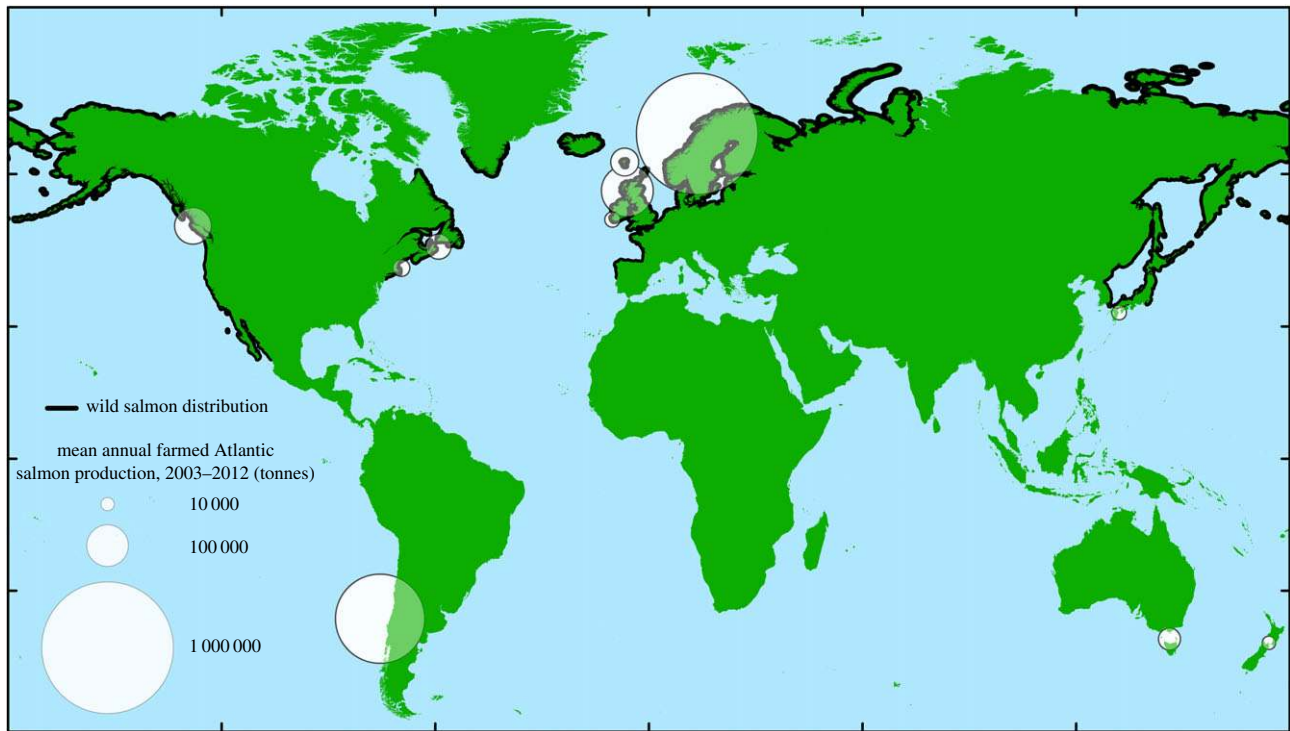 wild salmon distribution
mean annual farmed Atlantic
salmon production, 2003–2012 (tonnes)
10 000
100 000
1 000 000